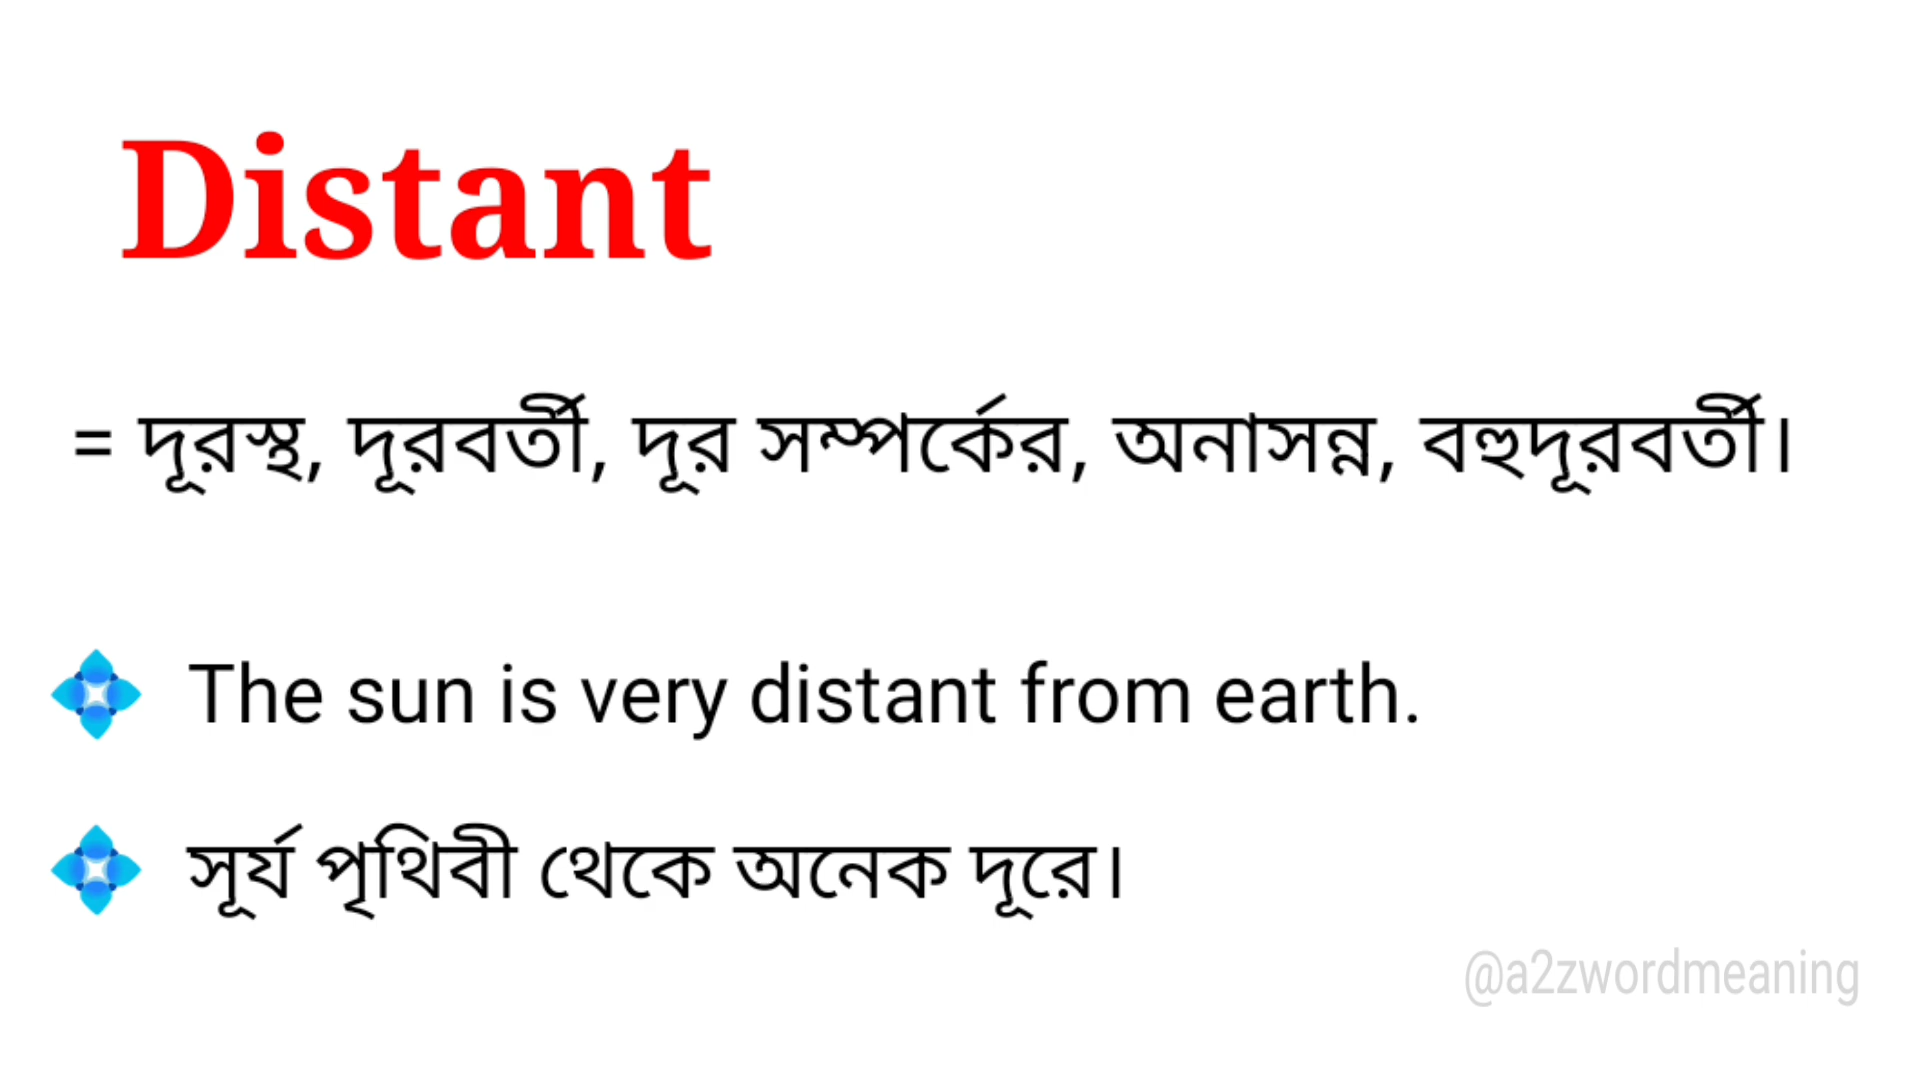 Distant
= দূরস্থ, দূরবর্তী, দূর সম্পর্কের, অনাসন্ন, বহুদূরবর্তী।
The sun is very distant from earth.
সূর্য পৃথিবী থেকে অনেক দূরে।
@a2zwordmeaning